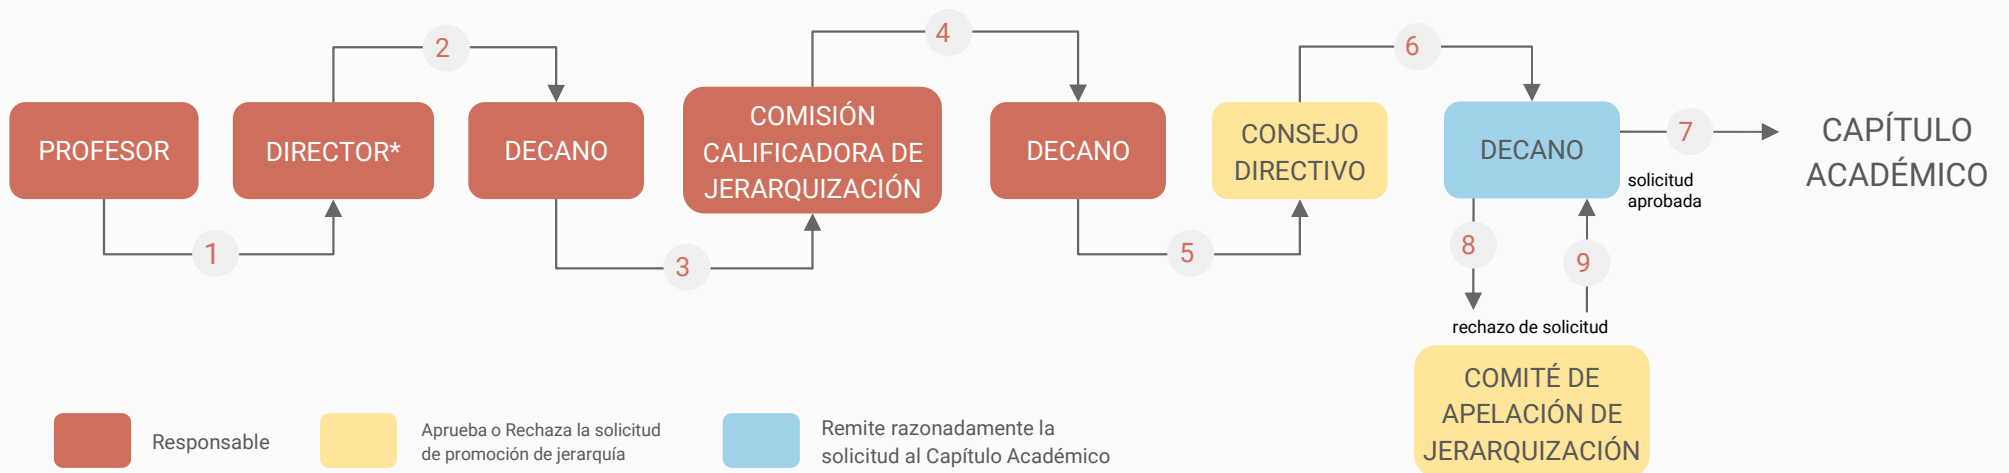 2
4
6
PROFESOR
DIRECTOR*
DECANO
COMISIÓN
CALIFICADORA DE
JERARQUIZACIÓN
DECANO
CONSEJO
DIRECTIVO
DECANO
7
CAPÍTULO
ACADÉMICO
solicitud
aprobada
1
3
5
8
9
rechazo de solicitud
COMITÉ DE
APELACIÓN DE
JERARQUIZACIÓN
Responsable
Aprueba o Rechaza la solicitud
de promoción de jerarquía
Remite razonadamente la
solicitud al Capítulo Académico